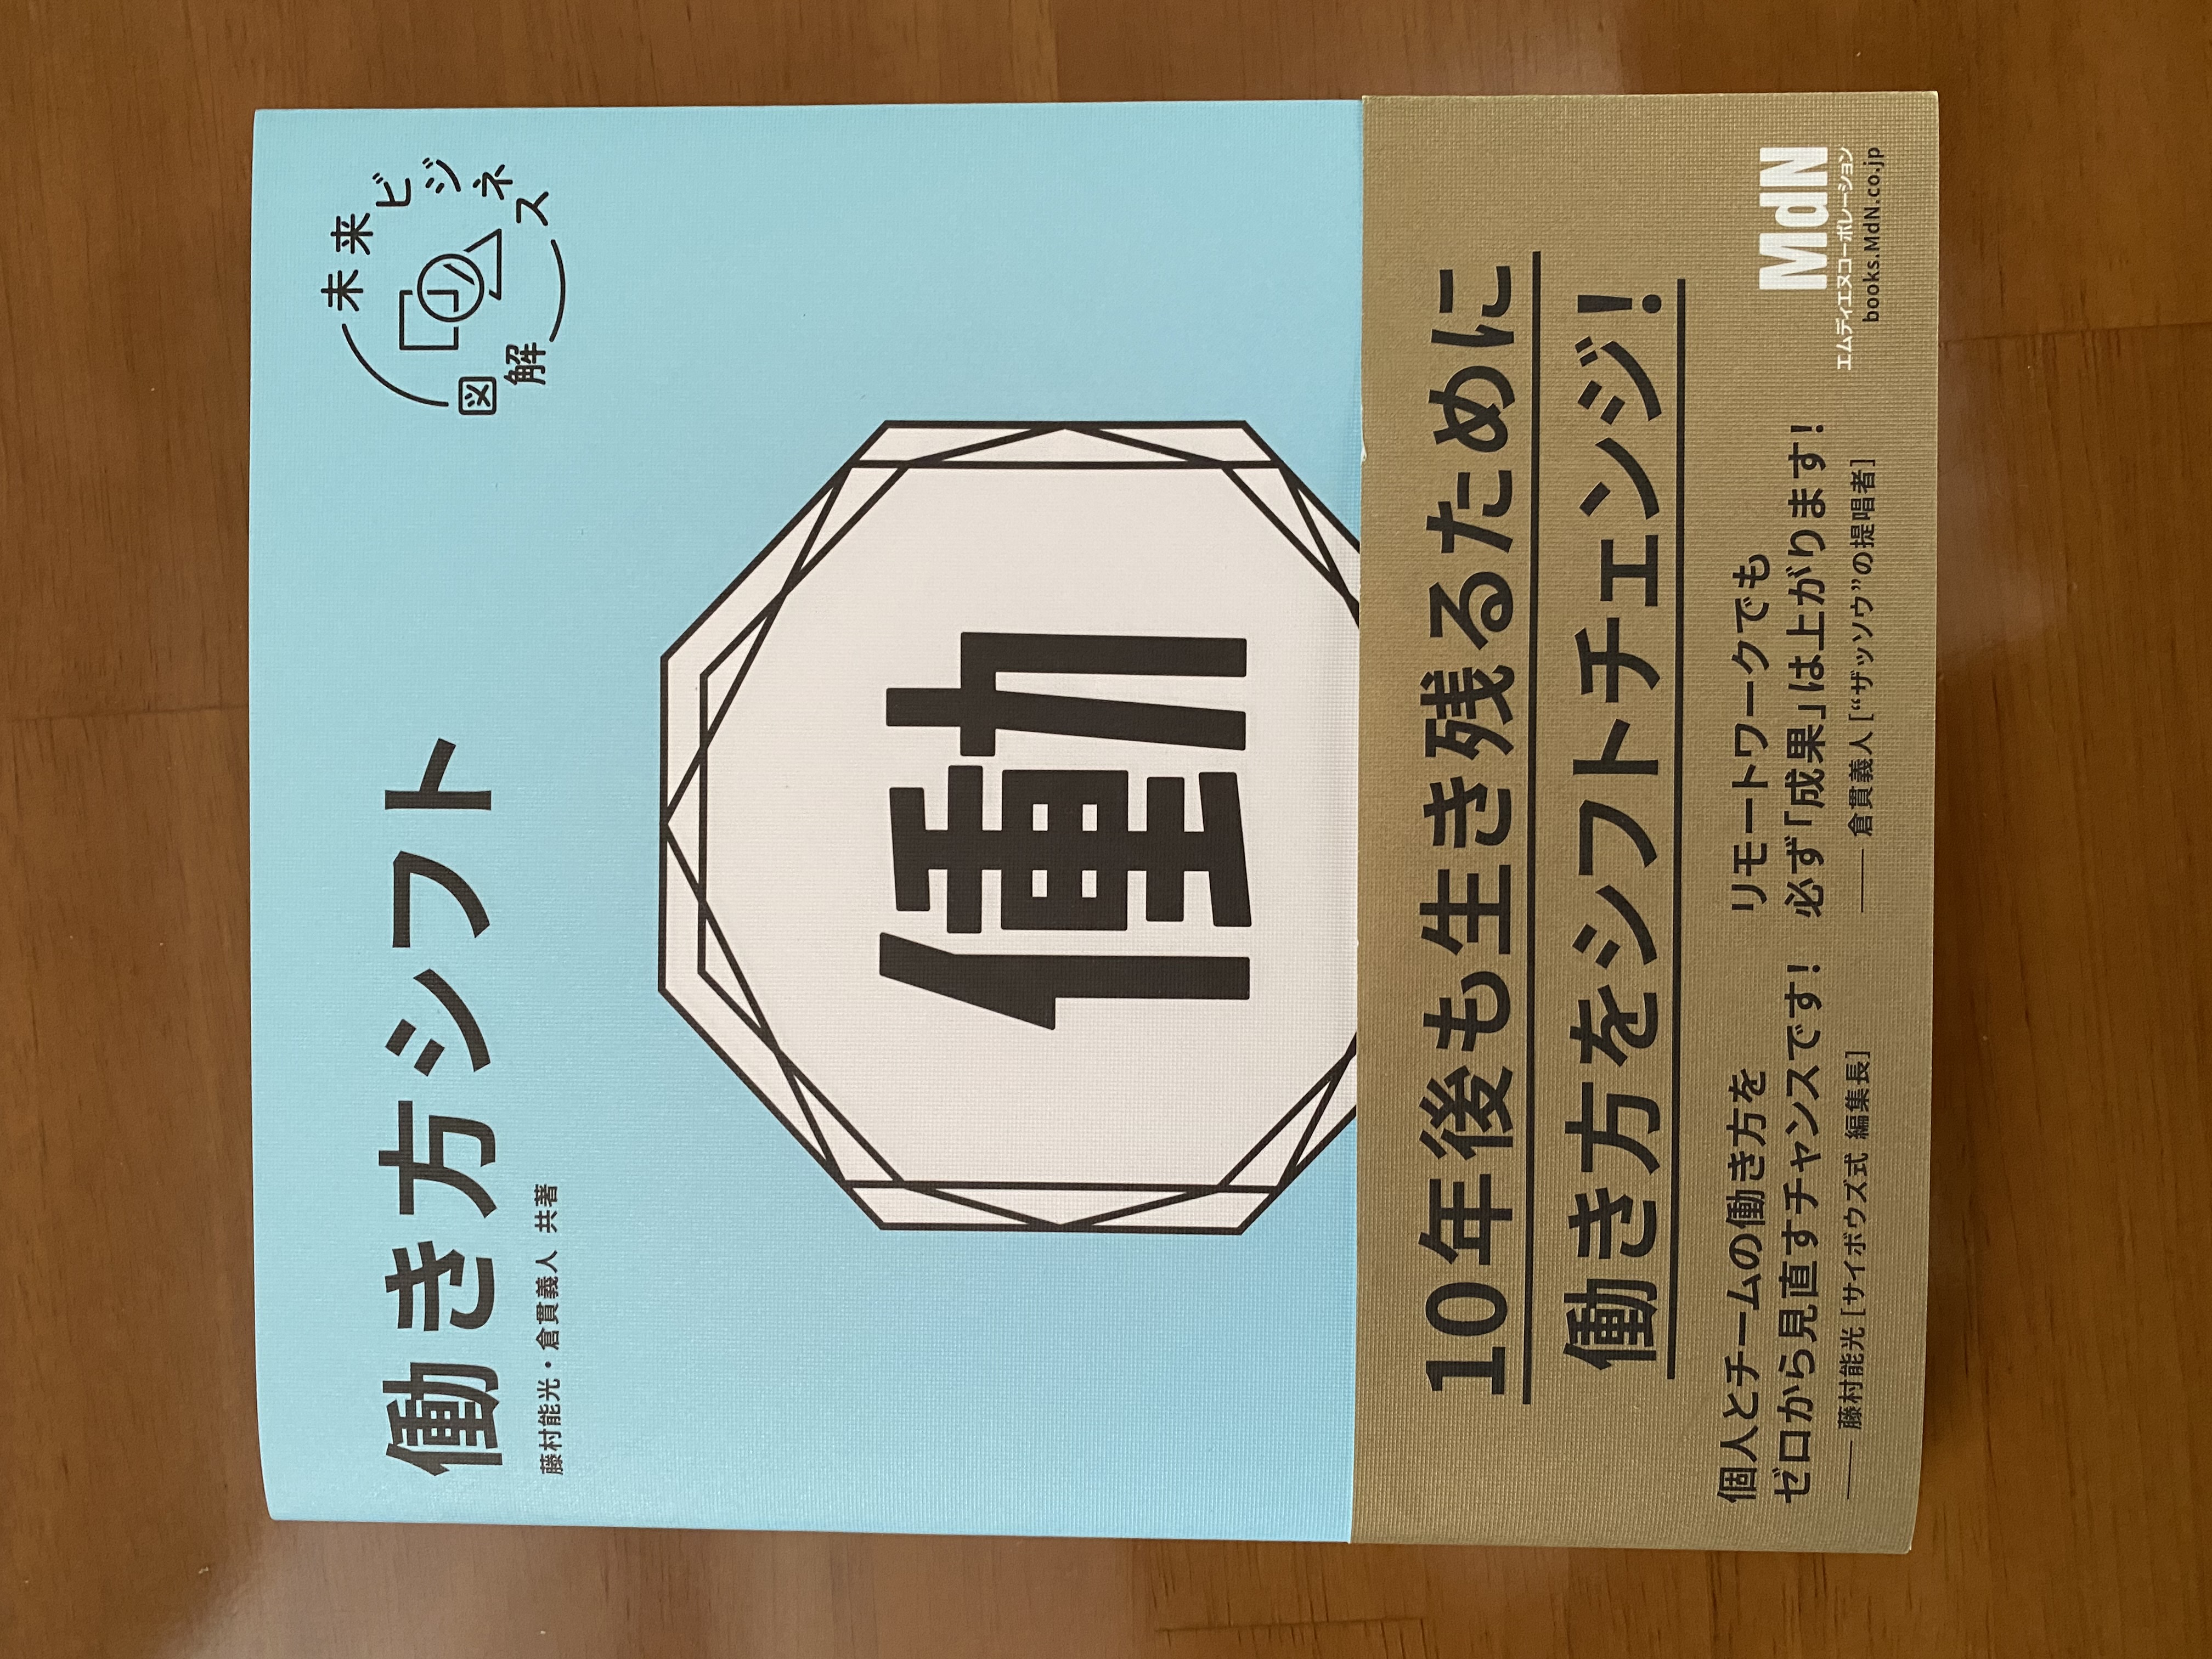 働き方シフト
藤村能光・倉貫義人 共著
未来ビジネス図解
働
10年後も生き残るために
働き方をシフトチェンジ！
個人とチームの働き方を
ゼロから見直すチャンスです！
——藤村能光［サイボウズ式 編集長］
リモートワークでも
必ず「成果」は上がります！
——倉貫義人［“ザッソウ”の提唱者］
MdN
エムディエヌコーポレーション
books.MdN.co.jp